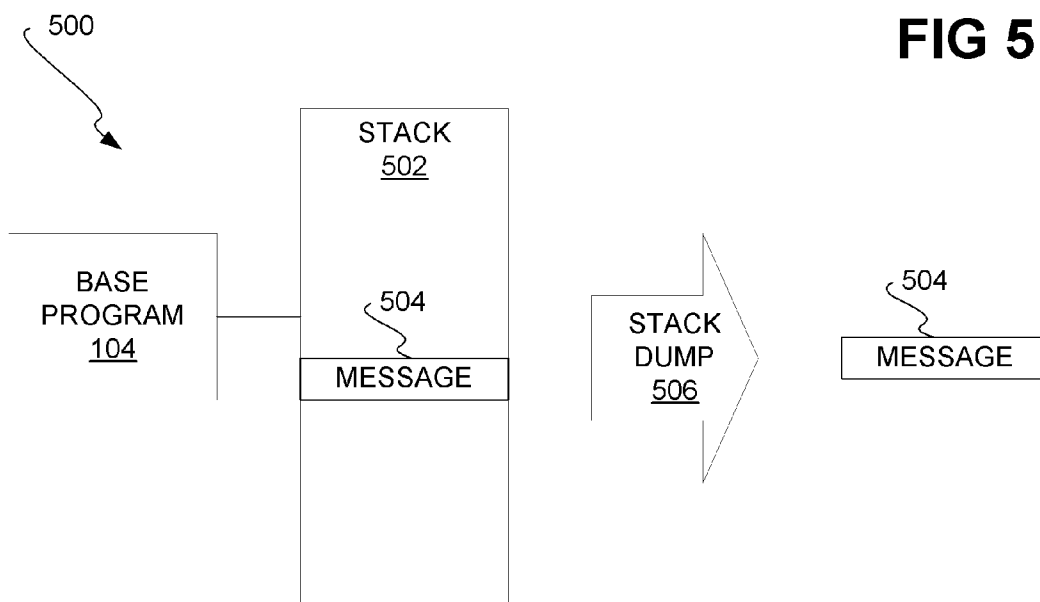 500
FIG 5
STACK
502
BASE
PROGRAM
104
504
MESSAGE
STACK
DUMP
506
504
MESSAGE